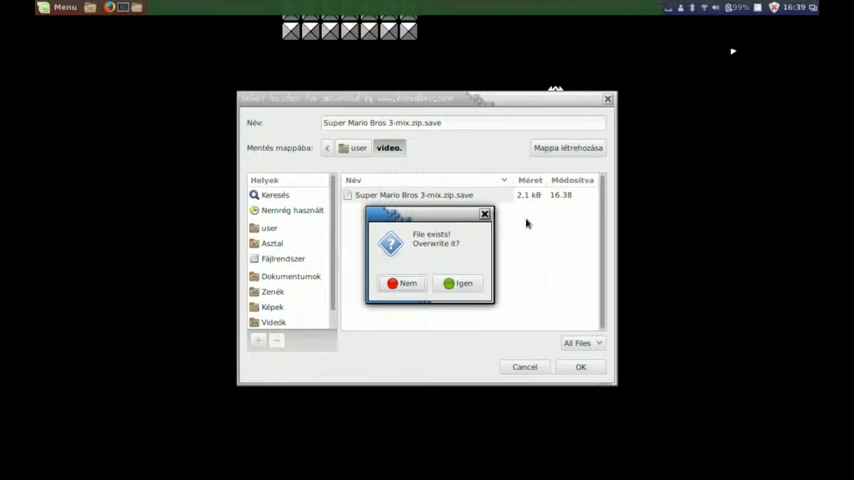 Menu
99%
16:39
Név:
Super Mario Bros 3-mix.zip.save
Mentés mappába:
user
video.
Mappa létrehozása
Helyek
Név
Méret
Módosítva
Keresés
Super Mario Bros 3-mix.zip.save
2,1 kB
16.38
Nemrég használt
user
Asztal
Fájlrendszer
Dokumentumok
Zenék
Képek
Videók
File exists!
Overwrite it?
Nem
Igen
All Files
Cancel
OK